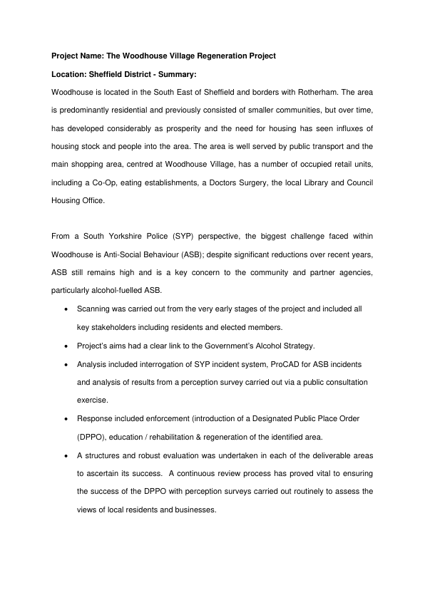 Project Name: The Woodhouse Village Regeneration Project
Location: Sheffield District - Summary:
Woodhouse is located in the South East of Sheffield and borders with Rotherham. The area
is predominantly residential and previously consisted of smaller communities, but over time,
has developed considerably as prosperity and the need for housing has seen influxes of
housing stock and people into the area. The area is well served by public transport and the
main shopping area, centred at Woodhouse Village, has a number of occupied retail units,
including a Co-Op, eating establishments, a Doctors Surgery, the local Library and Council
Housing Office.
From a South Yorkshire Police (SYP) perspective, the biggest challenge faced within
Woodhouse is Anti-Social Behaviour (ASB); despite significant reductions over recent years,
ASB still remains high and is a key concern to the community and partner agencies,
particularly alcohol-fuelled ASB.
• Scanning was carried out from the very early stages of the project and included all
key stakeholders including residents and elected members.
• Project's aims had a clear link to the Government's Alcohol Strategy.
• Analysis included interrogation of SYP incident system, ProCAD for ASB incidents
and analysis of results from a perception survey carried out via a public consultation
exercise.
• Response included enforcement (introduction of a Designated Public Place Order
(DPPO), education / rehabilitation & regeneration of the identified area.
• A structures and robust evaluation was undertaken in each of the deliverable areas
to ascertain its success. A continuous review process has proved vital to ensuring
the success of the DPPO with perception surveys carried out routinely to assess the
views of local residents and businesses.